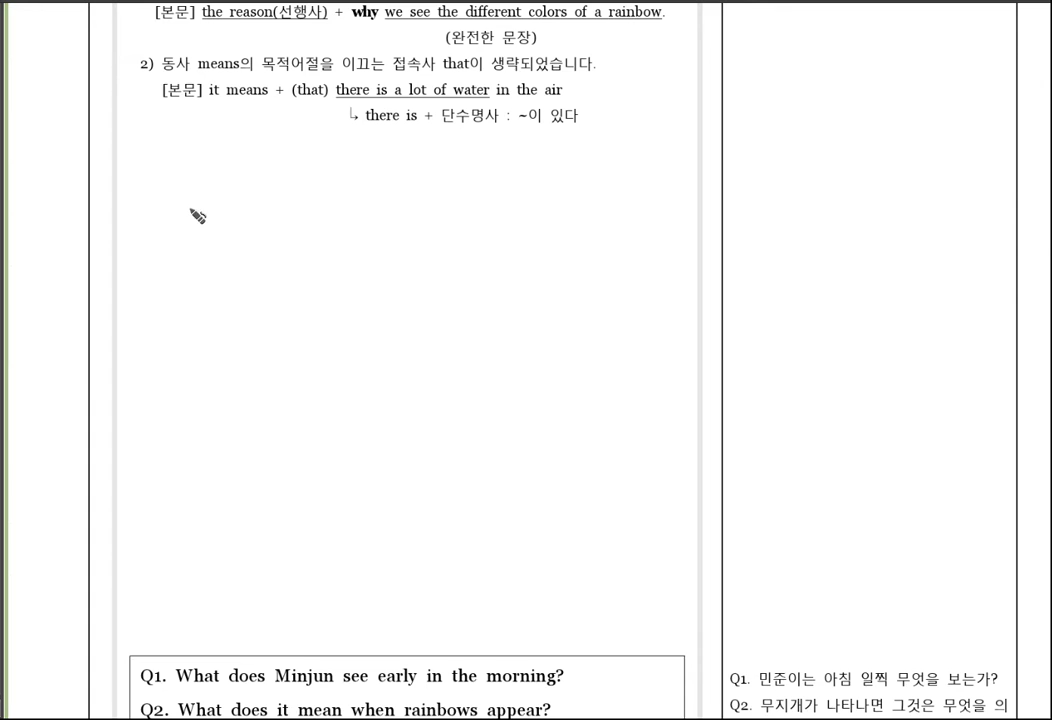 [본문] the reason(선행사) + why we see the different colors of a rainbow.
(완전한 문장)
2) 동사 means의 목적어절을 이끄는 접속사 that이 생략되었습니다.
[본문] it means + (that) there is a lot of water in the air
↳ there is + 단수명사 : ~이 있다
Q1. What does Minjun see early in the morning?
Q2. What does it mean when rainbows appear?
Q1. 민준이는 아침 일찍 무엇을 보는가?
Q2. 무지개가 나타나면 그것은 무엇을 의